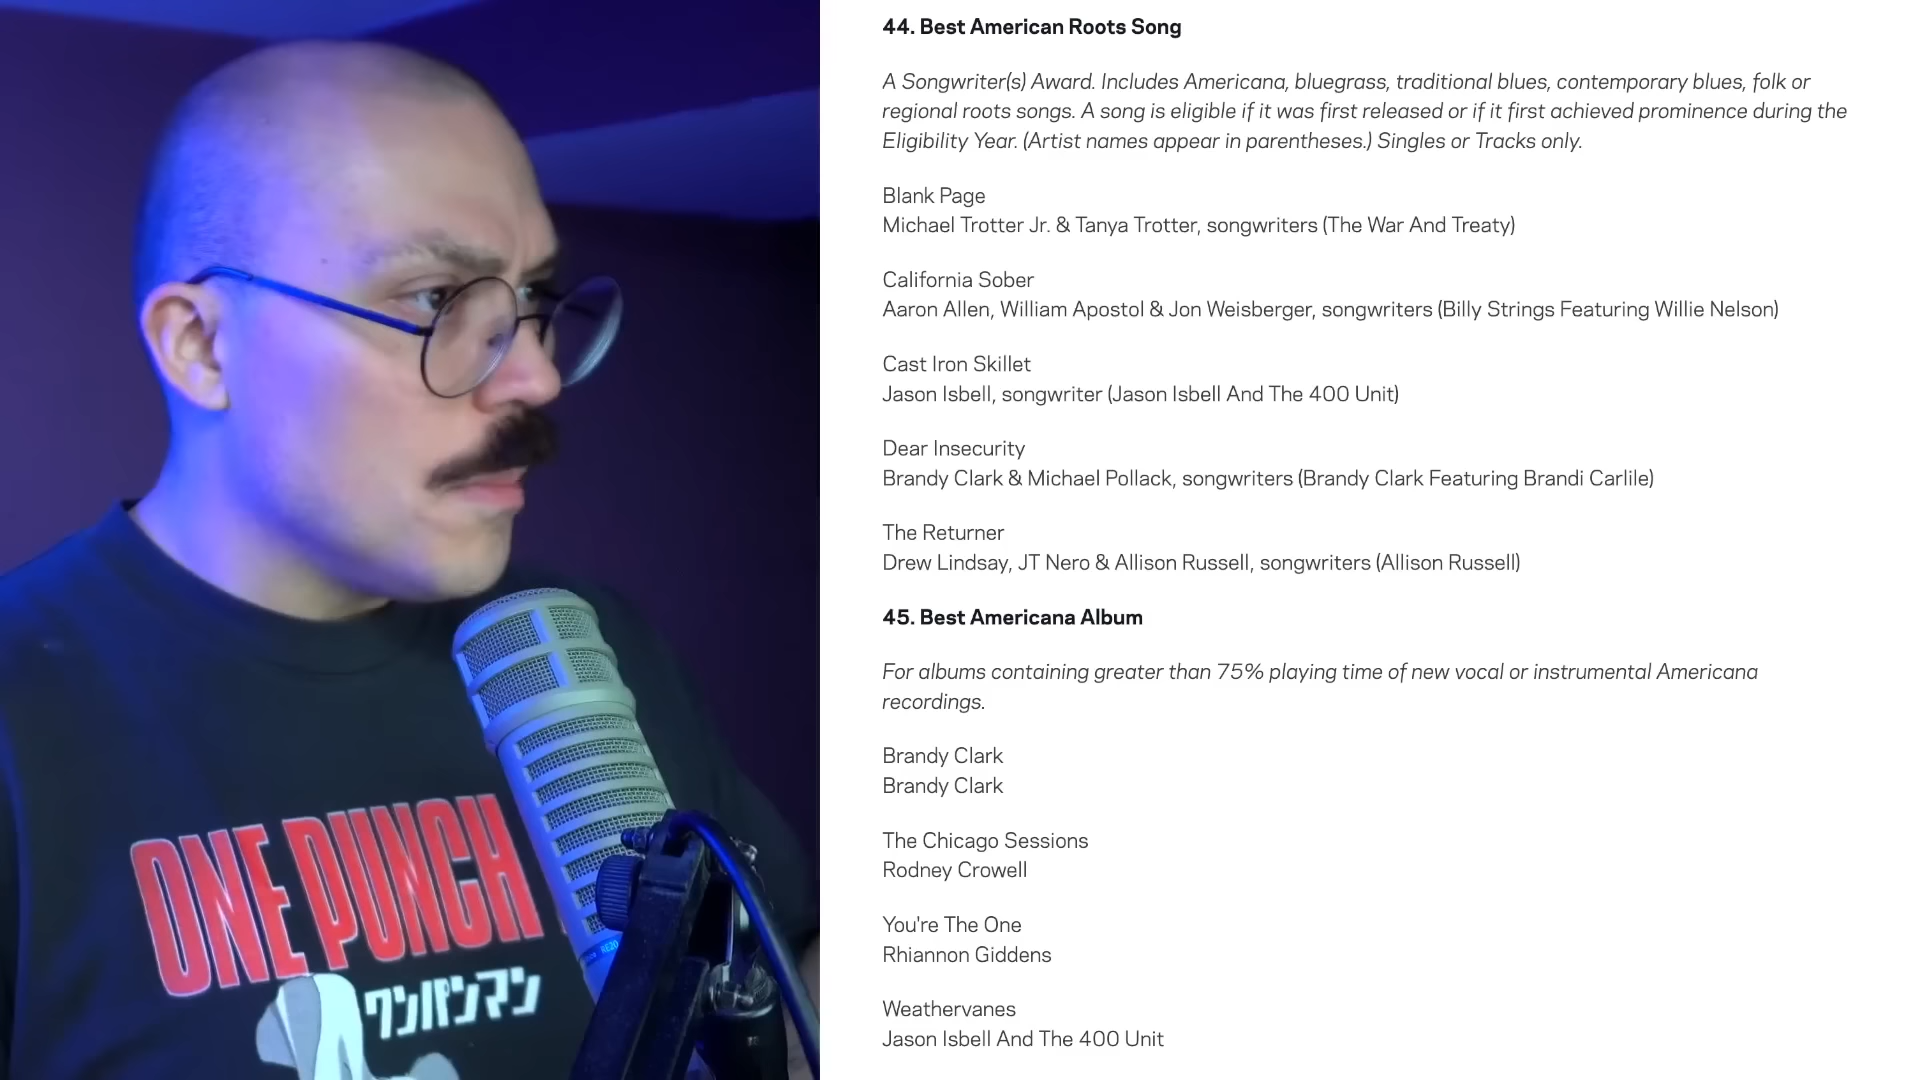 44. Best American Roots Song
A Songwriter(s) Award. Includes Americana, bluegrass, traditional blues, contemporary blues, folk or
regional roots songs. A song is eligible if it was first released or if it first achieved prominence during the
Eligibility Year. (Artist names appear in parentheses.) Singles or Tracks only.
Blank Page
Michael Trotter Jr. & Tanya Trotter, songwriters (The War And Treaty)
California Sober
Aaron Allen, William Apostol & Jon Weisberger, songwriters (Billy Strings Featuring Willie Nelson)
Cast Iron Skillet
Jason Isbell, songwriter (Jason Isbell And The 400 Unit)
Dear Insecurity
Brandy Clark & Michael Pollack, songwriters (Brandy Clark Featuring Brandi Carlile)
The Returner
Drew Lindsay, JT Nero & Allison Russell, songwriters (Allison Russell)
45. Best Americana Album
For albums containing greater than 75% playing time of new vocal or instrumental Americana
recordings.
Brandy Clark
Brandy Clark
The Chicago Sessions
Rodney Crowell
You're The One
Rhiannon Giddens
Weathervanes
Jason Isbell And The 400 Unit
ONE PUNCH
ワンパンマン
RE20